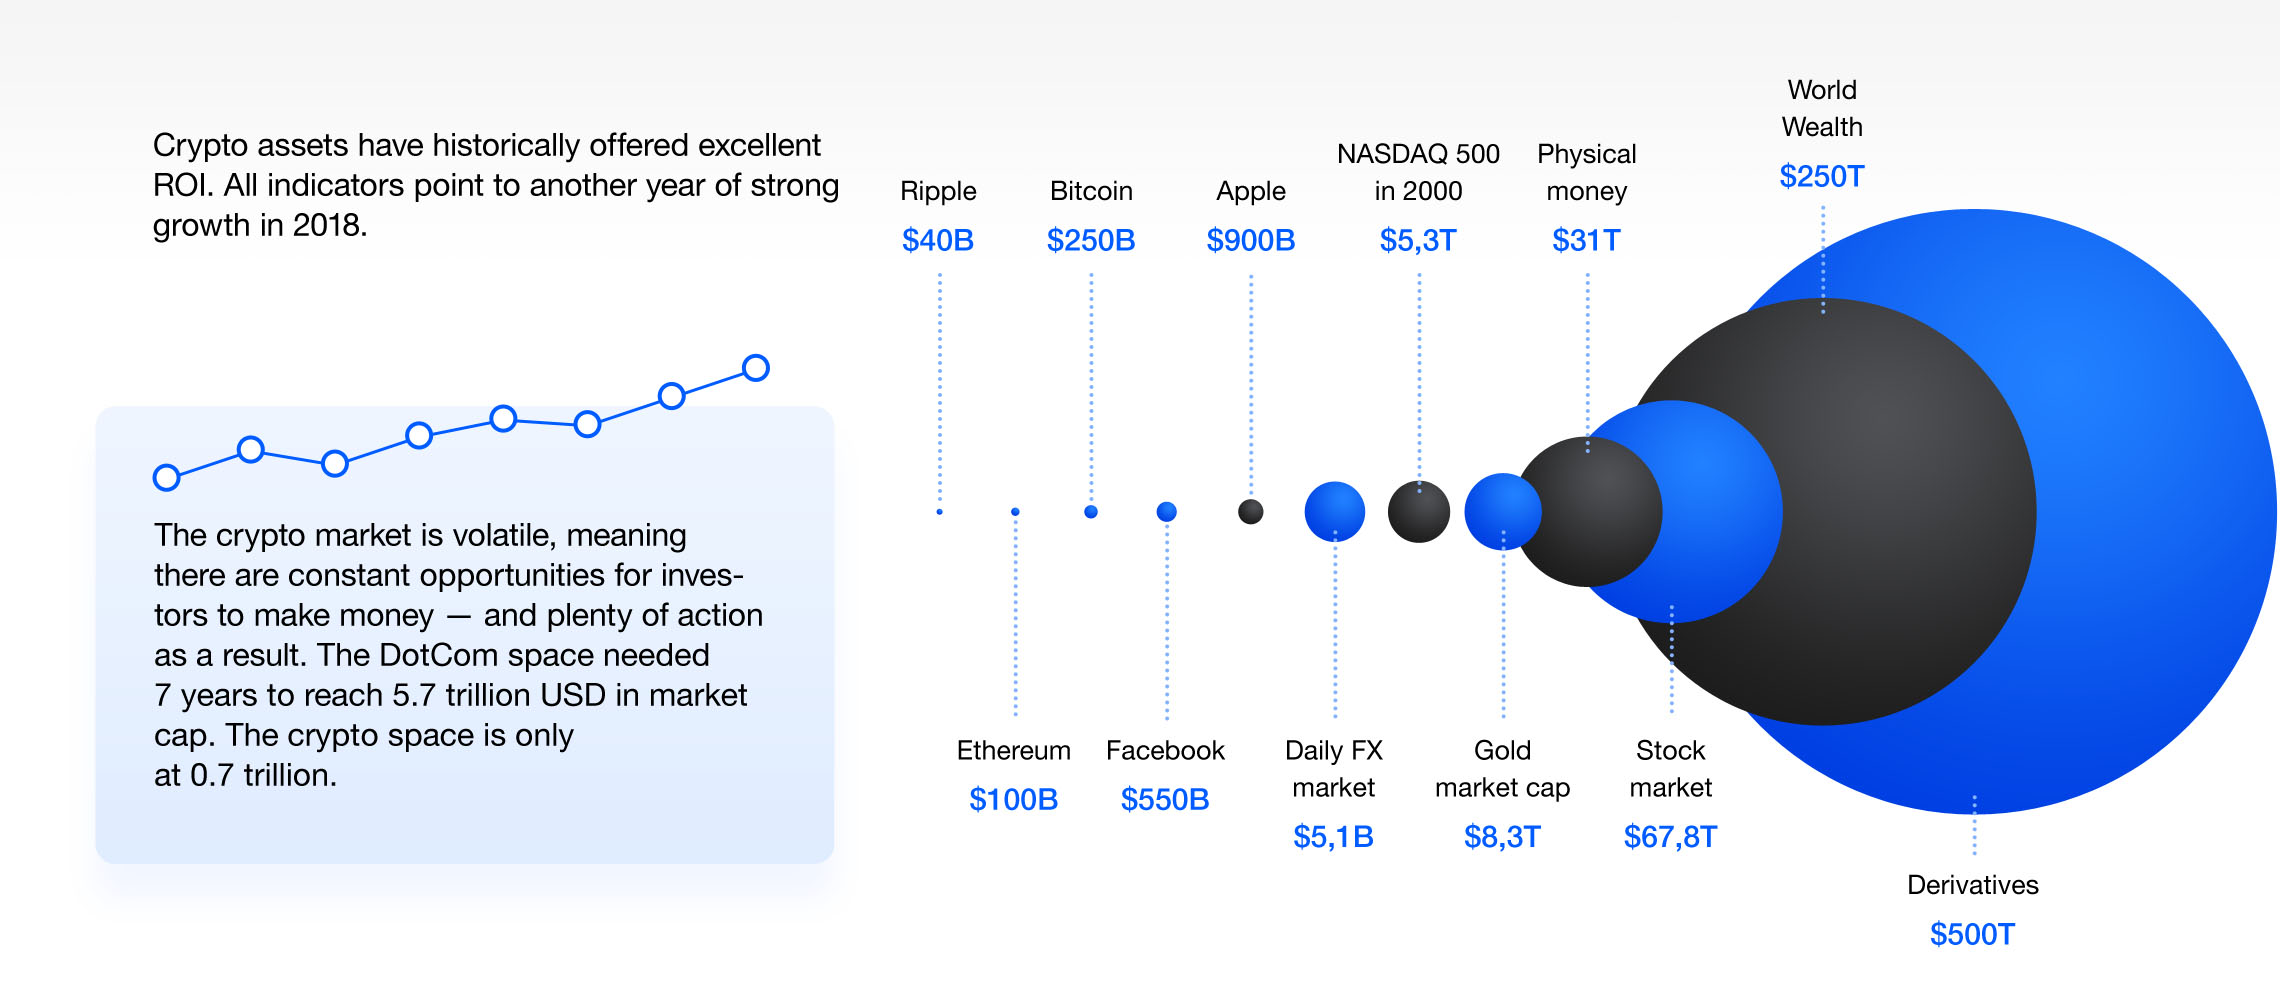 Crypto assets have historically offered excellent
ROI. All indicators point to another year of strong
growth in 2018.
The crypto market is volatile, meaning
there are constant opportunities for inves-
tors to make money — and plenty of action
as a result. The DotCom space needed
7 years to reach 5.7 trillion USD in market
cap. The crypto space is only
at 0.7 trillion.
Ripple
$40B
Ethereum
$100B
Bitcoin
$250B
Facebook
$550B
Apple
$900B
Daily FX
market
$5,1B
NASDAQ 500
in 2000
$5,3T
Gold
market cap
$8,3T
Physical
money
$31T
Stock
market
$67,8T
World
Wealth
$250T
Derivatives
$500T